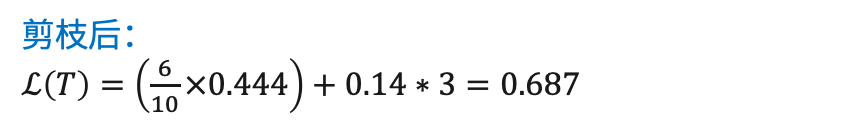 剪枝后：
ℒ(T) = (6/10 ×0.444) + 0.14 * 3 = 0.687